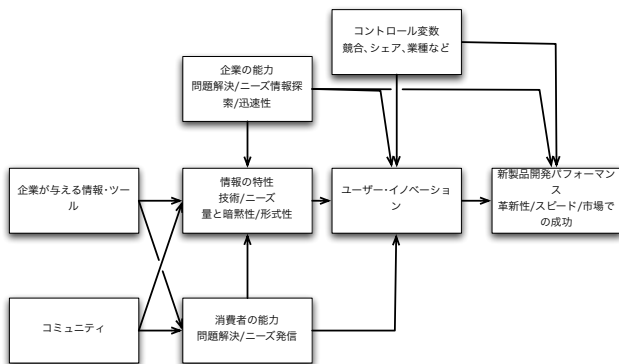 コントロール変数
競合、シェア、業種など
企業の能力
問題解決/ニーズ情報探
索/迅速性
企業が与える情報・ツー
ル
情報の特性
技術/ニーズ
量と暗黙性/形式性
ユーザー・イノベーショ
ン
新製品開発パフォーマン
ス
革新性/スピード/市場で
の成功
コミュニティ
消費者の能力
問題解決/ニーズ発信